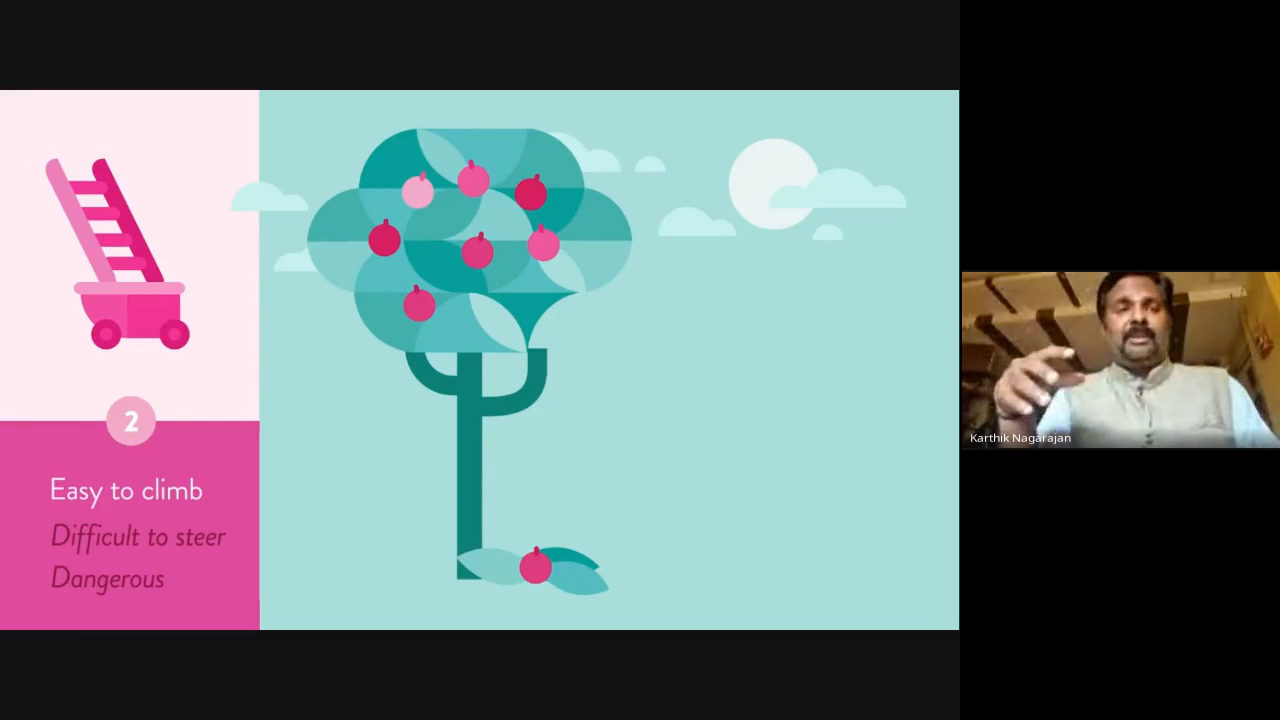 2
Easy to climb
Difficult to steer
Dangerous
Karthik Nagarajan